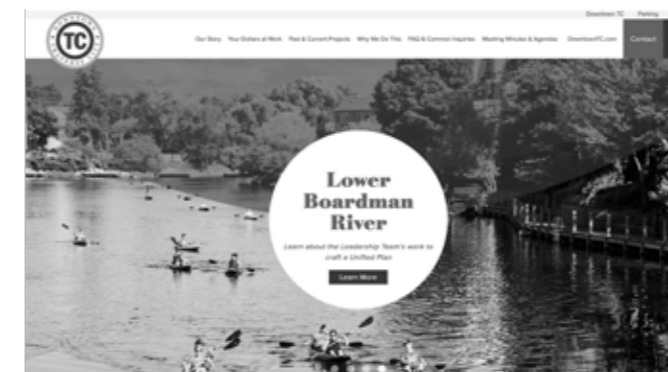 Downtown TC Parking
TC
Our Story Your Dollars at Work Past & Current Projects Why We Do This FAQ & Common Inquiries Meeting Minutes & Agendas DowntownTC.com Contact
Lower
Boardman
River
Learn about the Leadership Team's work to
craft a Unified Plan
Learn More